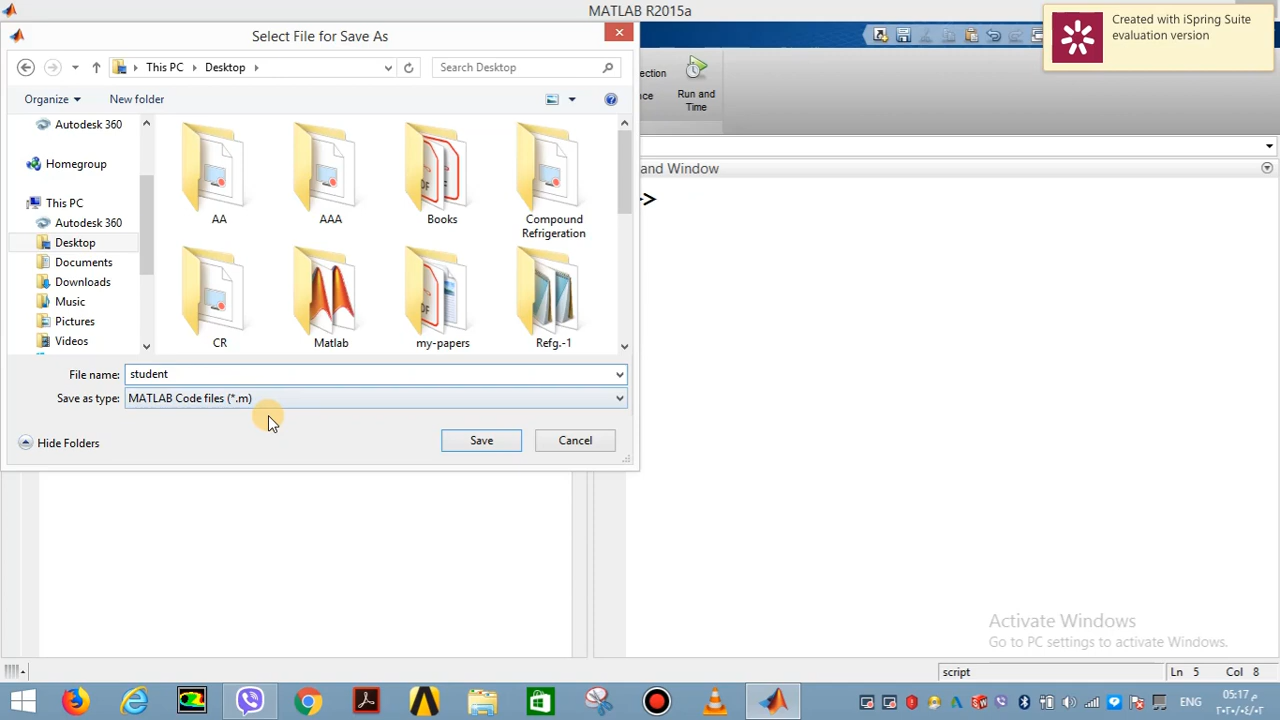 MATLAB R2015a
Created with iSpring Suite
evaluation version
Select File for Save As
This PC
Desktop
Search Desktop
Organize
New folder
ection
nce
Run and
Time
Autodesk 360
Homegroup
This PC
Autodesk 360
Desktop
Documents
Downloads
Music
Pictures
Videos
AA
AAA
Books
Compound
Refrigeration
CR
Matlab
my-papers
Refg.-1
and Window
>>
File name:
student
Save as type:
MATLAB Code files (*.m)
Hide Folders
Save
Cancel
Activate Windows
Go to PC settings to activate Windows.
script
Ln 5
Col 8
ENG
05:17 م
٢٠٢٠/٠٤/٠٢